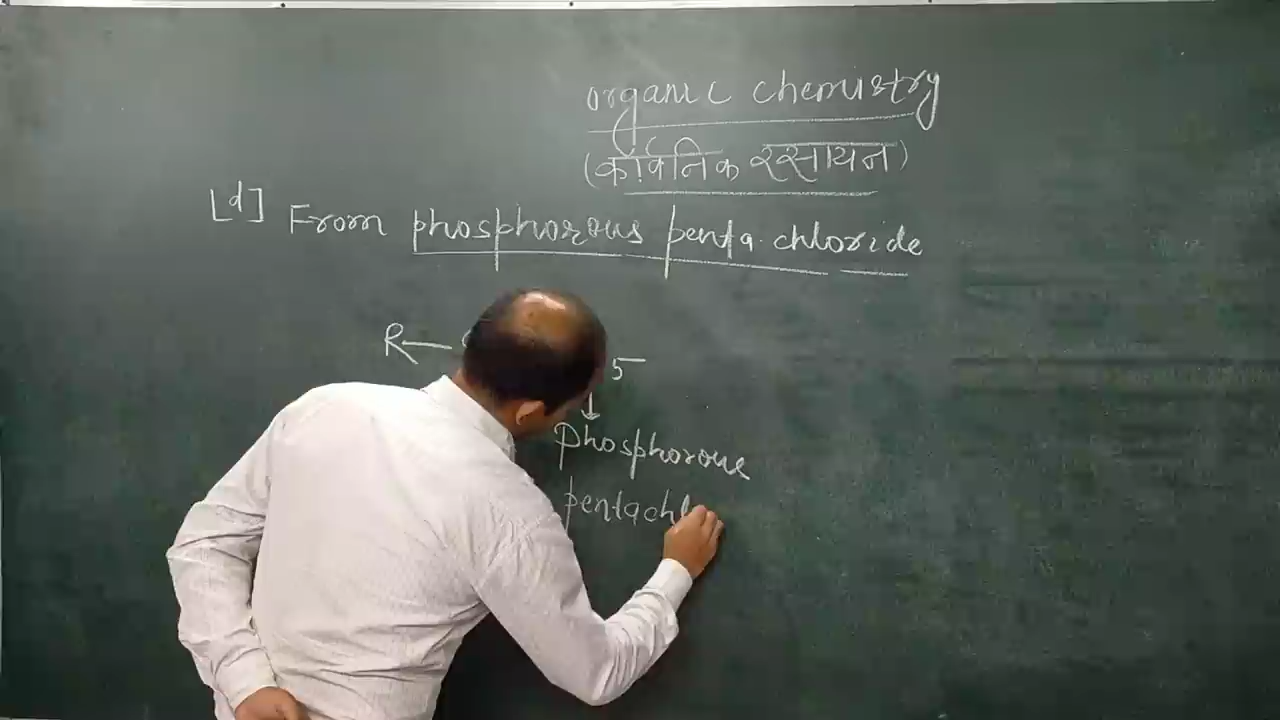 organic chemistry
(कार्बनिक रसायन)
[d] From phosphorous penta chloride
R—
5
↓
phosphorous
pentachl